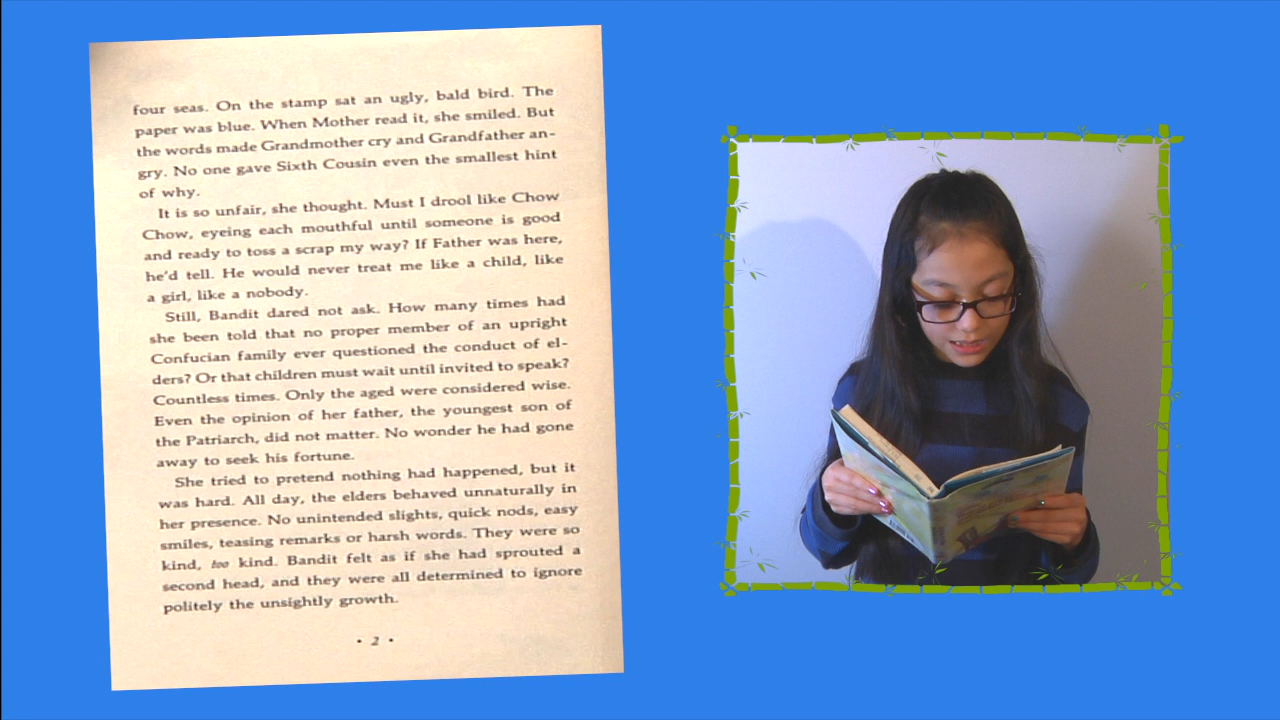 four seas. On the stamp sat an ugly, bald bird. The
paper was blue. When Mother read it, she smiled. But
the words made Grandmother cry and Grandfather an-
gry. No one gave Sixth Cousin even the smallest hint
of why.
It is so unfair, she thought. Must I drool like Chow
Chow, eyeing each mouthful until someone is good
and ready to toss a scrap my way? If Father was here,
he'd tell. He would never treat me like a child, like
a girl, like a nobody.
Still, Bandit dared not ask. How many times had
she been told that no proper member of an upright
Confucian family ever questioned the conduct of el-
ders? Or that children must wait until invited to speak?
Countless times. Only the aged were considered wise.
Even the opinion of her father, the youngest son of
the Patriarch, did not matter. No wonder he had gone
away to seek his fortune.
She tried to pretend nothing had happened, but it
was hard. All day, the elders behaved unnaturally in
her presence. No unintended slights, quick nods, easy
smiles, teasing remarks or harsh words. They were so
kind, too kind. Bandit felt as if she had sprouted a
second head, and they were all determined to ignore
politely the unsightly growth.
• 2 •